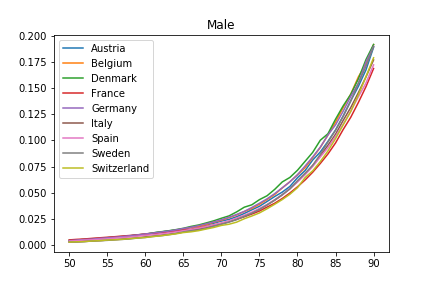 Male
0.200
0.175
0.150
0.125
0.100
0.075
0.050
0.025
0.000
Austria
Belgium
Denmark
France
Germany
Italy
Spain
Sweden
Switzerland
50 55 60 65 70 75 80 85 90